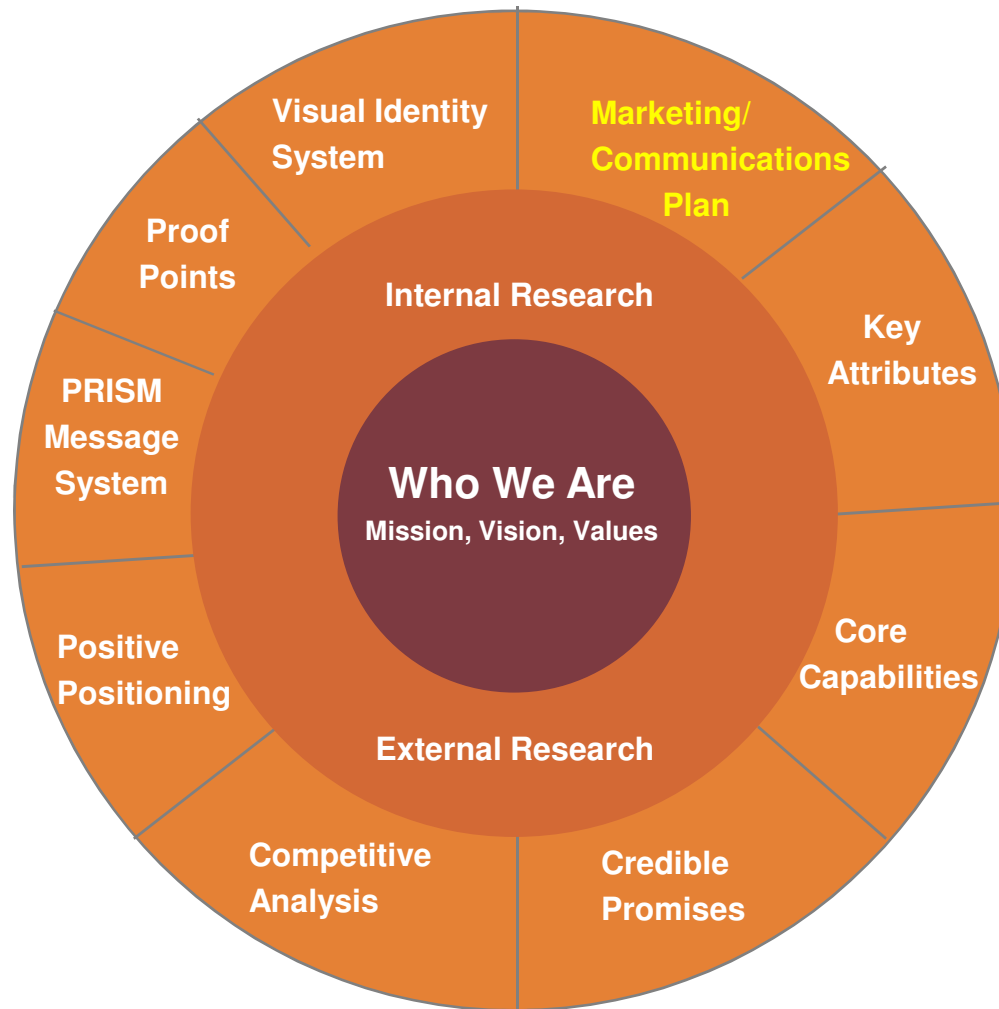 Visual Identity
System
Marketing/
Communications
Plan
Proof
Points
Internal Research
Key
Attributes
PRISM
Message
System
Who We Are
Mission, Vision, Values
Positive
Positioning
Core
Capabilities
External Research
Competitive
Analysis
Credible
Promises